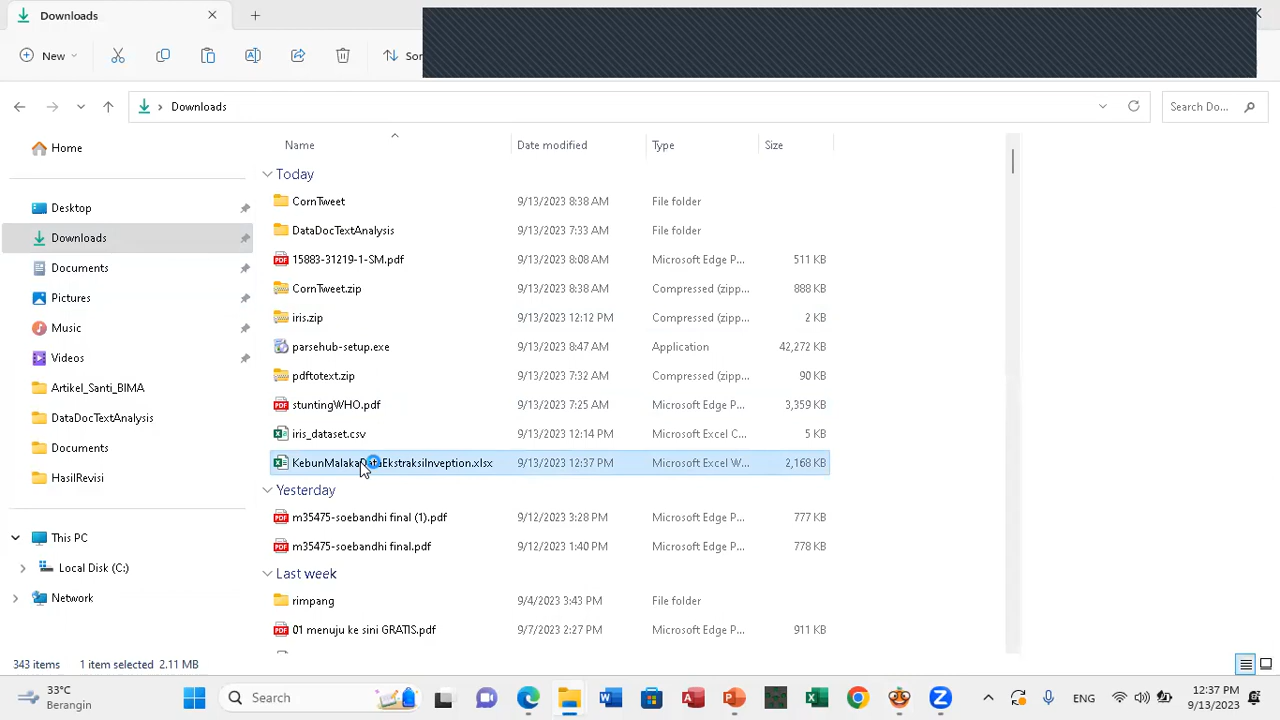 Downloads
New
Sor
Downloads
Search Do...
Home
Desktop
Downloads
Documents
Pictures
Music
Videos
Artikel_Santi_BIMA
DataDocTextAnalysis
Documents
HasilRevisi
This PC
Local Disk (C:)
Network
Name Date modified Type Size
Today
CornTweet 9/13/2023 8:38 AM File folder
DataDocTextAnalysis 9/13/2023 7:33 AM File folder
15883-31219-1-SM.pdf 9/13/2023 8:08 AM Microsoft Edge P... 511 KB
CornTweet.zip 9/13/2023 8:38 AM Compressed (zipp... 888 KB
iris.zip 9/13/2023 12:12 PM Compressed (zipp... 2 KB
parsehub-setup.exe 9/13/2023 8:47 AM Application 42,272 KB
pdftotext.zip 9/13/2023 7:32 AM Compressed (zipp... 90 KB
stuntingWHO.pdf 9/13/2023 7:25 AM Microsoft Edge P... 3,359 KB
iris_dataset.csv 9/13/2023 12:14 PM Microsoft Excel C... 5 KB
9/13/2023 12:37 PM Microsoft Excel W... 2,168 KB
Yesterday
m35475-soebandhi final (1).pdf 9/12/2023 3:28 PM Microsoft Edge P... 777 KB
m35475-soebandhi final.pdf 9/12/2023 1:40 PM Microsoft Edge P... 778 KB
Last week
rimpang 9/4/2023 3:43 PM File folder
01 menuju ke sini GRATIS.pdf 9/7/2023 2:27 PM Microsoft Edge P... 911 KB
343 items 1 item selected 2.11 MB
33°C
Berangin
Search
ENG
12:37 PM
9/13/2023